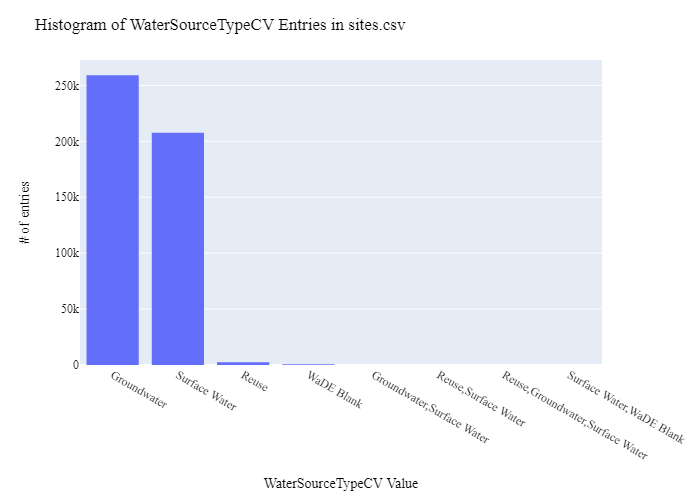 Histogram of WaterSourceTypeCV Entries in sites.csv
250k
200k
150k
100k
50k
0
# of entries
Groundwater
Surface Water
Reuse
WaDE Blank
Groundwater,Surface Water
Reuse,Surface Water
Reuse,Groundwater,Surface Water
Surface Water,WaDE Blank
WaterSourceTypeCV Value